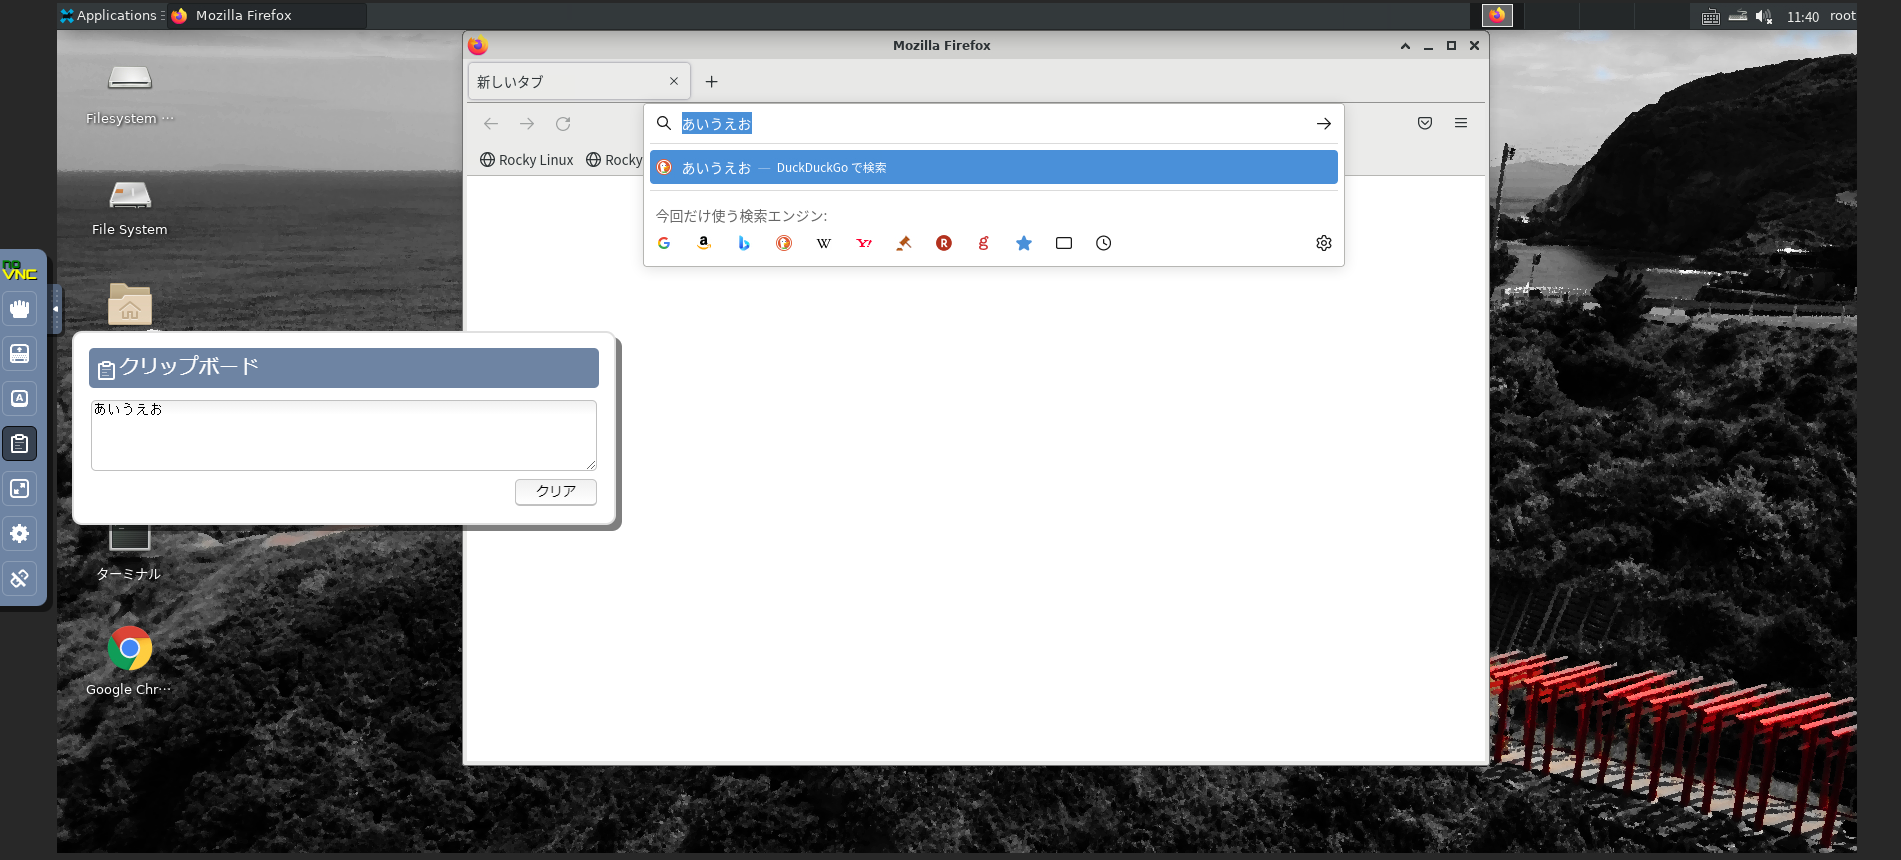 Applications
Mozilla Firefox
11:40
root
Mozilla Firefox
新しいタブ
あいうえお
Rocky Linux
Rocky
あいうえお — DuckDuckGo で検索
今回だけ使う検索エンジン:
Filesystem …
File System
no
VNC
クリップボード
あいうえお
クリア
ターミナル
Google Chr…